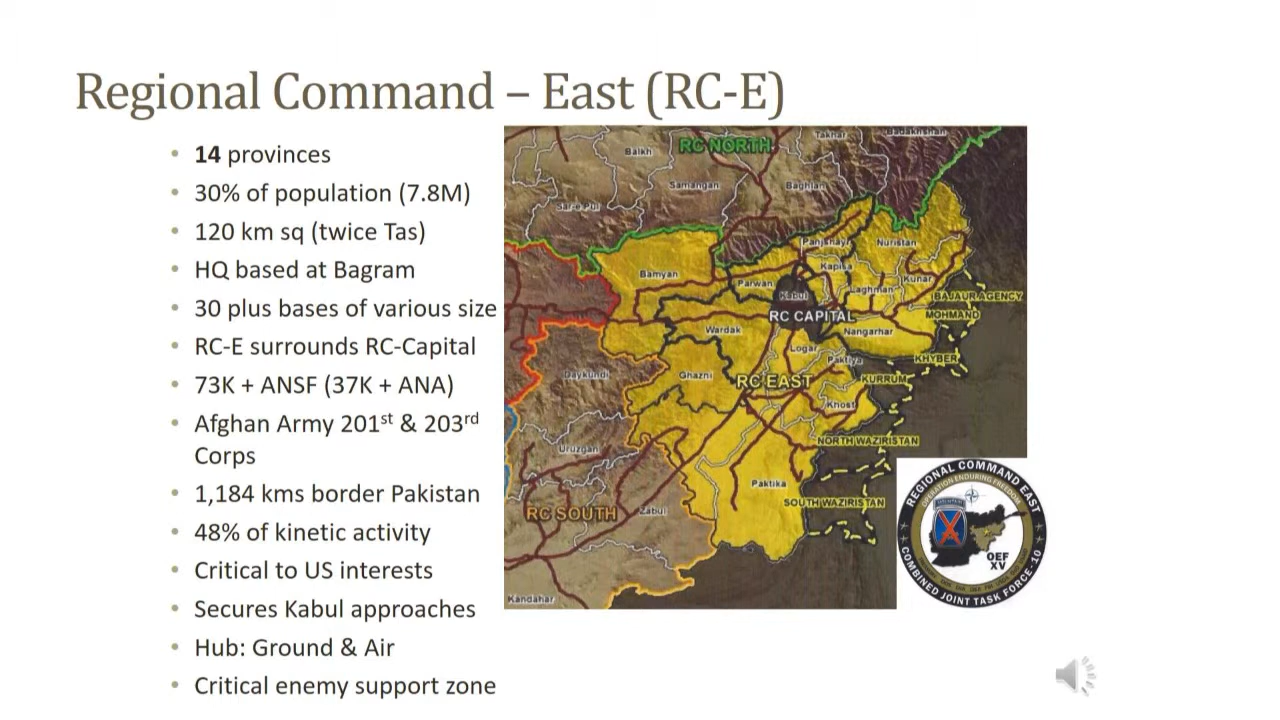 Regional Command – East (RC-E)
• 14 provinces
• 30% of population (7.8M)
• 120 km sq (twice Tas)
• HQ based at Bagram
• 30 plus bases of various size
• RC-E surrounds RC-Capital
• 73K + ANSF (37K + ANA)
• Afghan Army 201st & 203rd
Corps
• 1,184 kms border Pakistan
• 48% of kinetic activity
• Critical to US interests
• Secures Kabul approaches
• Hub: Ground & Air
• Critical enemy support zone
Takhar
Badakhshan
RC NORTH
Balkh
Samangan
Baghlan
Sar-e Pul
Panjshayr
Nuristan
Bamyan
Kapisa
Parwan
Kunar
Laghman
Kabul
BAJAUR AGENCY
RC CAPITAL
MOHMAND
Wardak
Nangarhar
Logar
Paktiya
KHYBER
Daykundi
Ghazni
RC EAST
KURRUM
Khost
NORTH WAZIRISTAN
Uruzgan
Paktika
SOUTH WAZIRISTAN
RC SOUTH
Zabul
Kandahar
REGIONAL COMMAND EAST
OPERATION ENDURING FREEDOM
MOUNTAIN
OEF
XV
COMBINED JOINT TASK FORCE-10